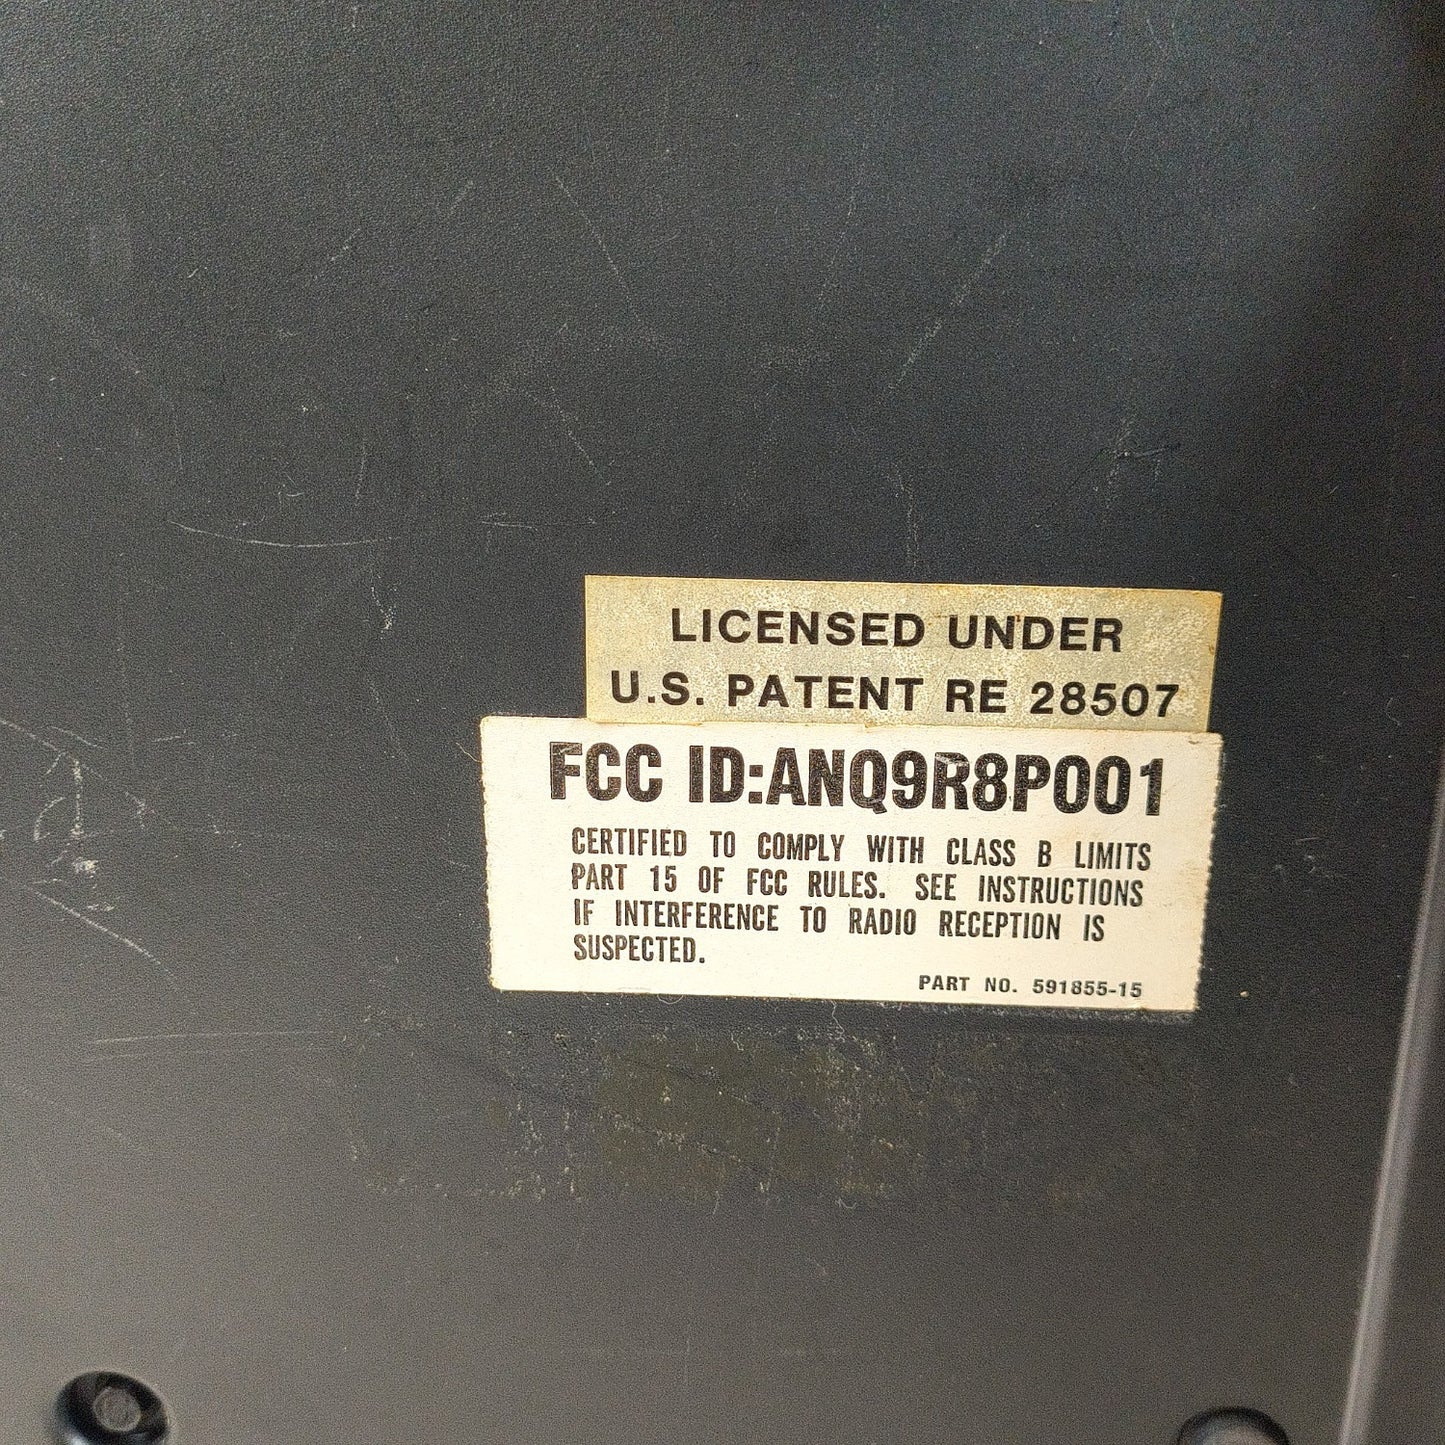 LICENSED UNDER
U.S. PATENT RE 28507
FCC ID:ANQ9R8P001
CERTIFIED TO COMPLY WITH CLASS B LIMITS
PART 15 OF FCC RULES. SEE INSTRUCTIONS
IF INTERFERENCE TO RADIO RECEPTION IS
SUSPECTED.
PART NO. 591855-15